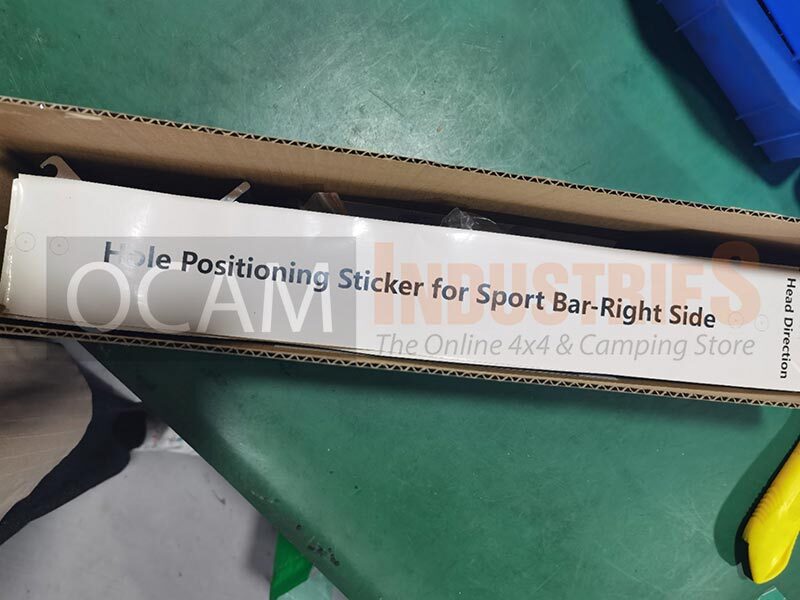 Hole Positioning Sticker for Sport Bar-Right Side
Head Direction
OCAM INDUSTRIES
The Online 4x4 & Camping Store